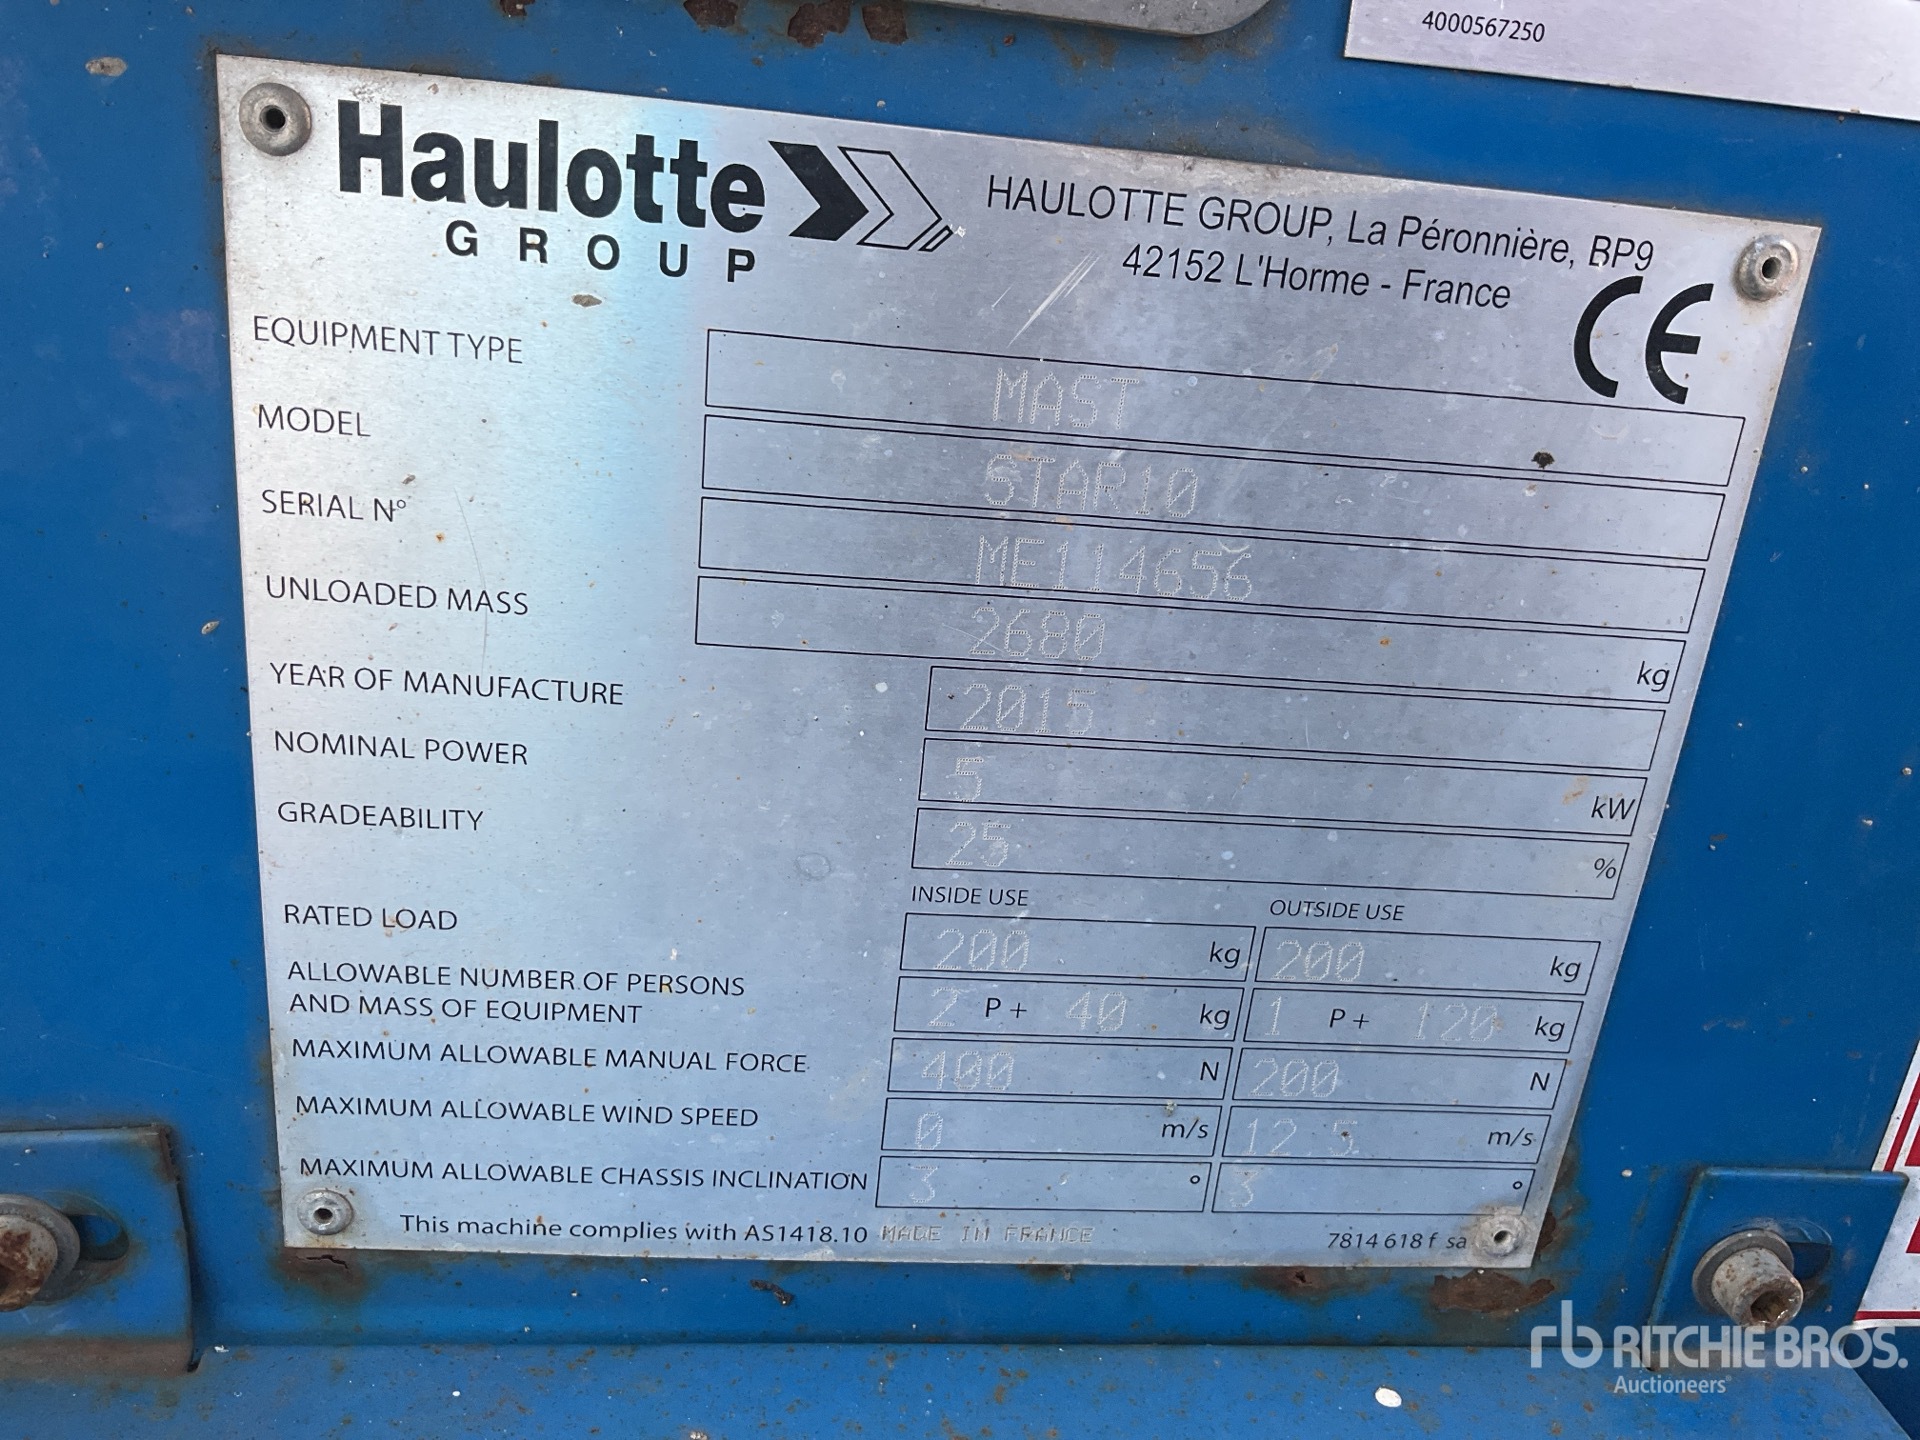 4000567250
Haulotte
GROUP
HAULOTTE GROUP, La Péronnière, BP9
42152 L'Horme - France
CE
EQUIPMENT TYPE MAST
MODEL STAR10
SERIAL N° ME114656
UNLOADED MASS 2680 kg
YEAR OF MANUFACTURE 2015
NOMINAL POWER 5 kW
GRADEABILITY 25 %
INSIDE USE OUTSIDE USE
RATED LOAD 200 kg 200 kg
ALLOWABLE NUMBER OF PERSONS
AND MASS OF EQUIPMENT 2 P + 40 kg 1 P + 120 kg
MAXIMUM ALLOWABLE MANUAL FORCE 400 N 200 N
MAXIMUM ALLOWABLE WIND SPEED 0 m/s 12.5 m/s
MAXIMUM ALLOWABLE CHASSIS INCLINATION 3 ° 3 °
This machine complies with AS1418.10 MADE IN FRANCE 7814 618 f sa
rb RITCHIE BROS.
Auctioneers